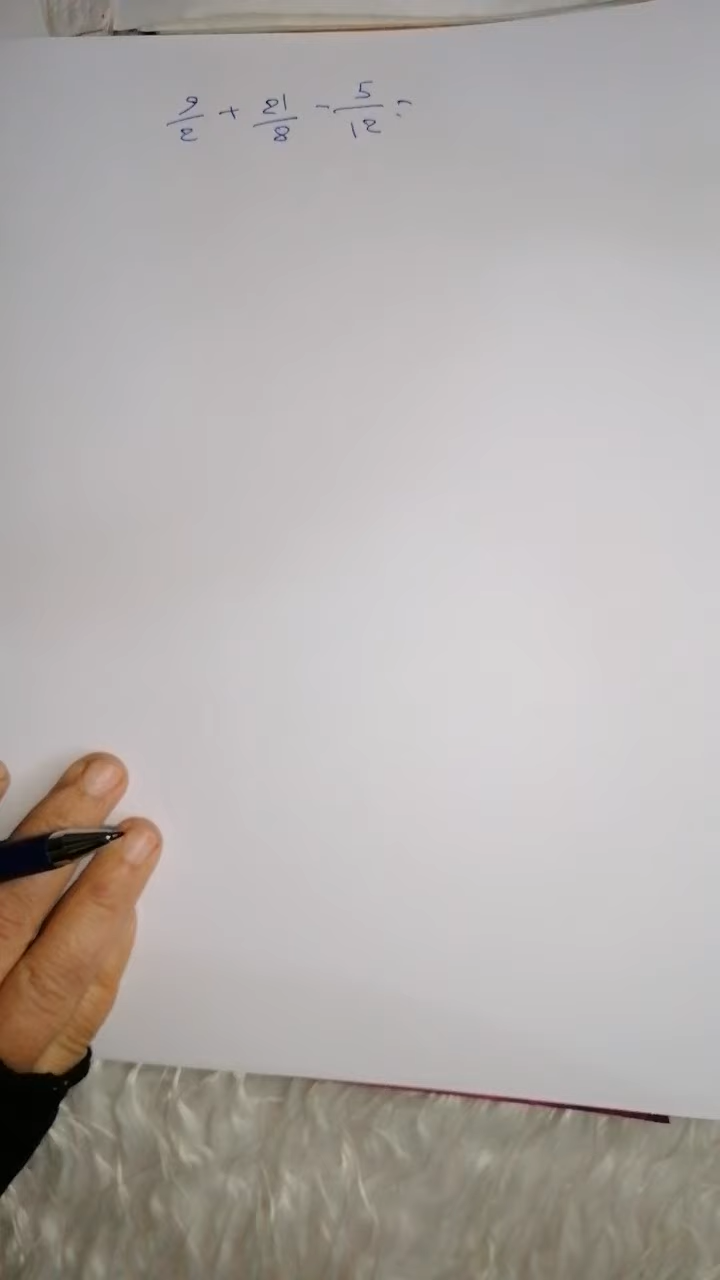 9/2 + 21/8 - 5/12 =